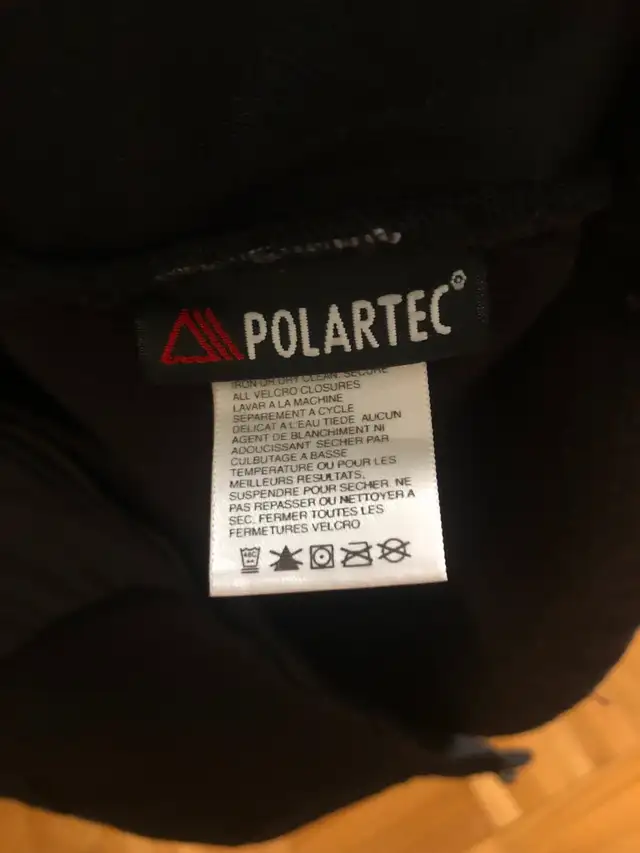 POLARTEC®
IRON OR DRY CLEAN. SECURE
ALL VELCRO CLOSURES
LAVAR A LA MACHINE
SEPAREMENT A CYCLE
DELICAT A L'EAU TIEDE AUCUN
AGENT DE BLANCHIMENT NI
ADOUCISSANT SECHER PAR
CULBUTAGE A BASSE
TEMPERATURE OU POUR LES
MEILLEURS RESULTATS,
SUSPENDRE POUR SECHER NE
PAS REPASSER OU NETTOYER A
SEC. FERMER TOUTES LES
FERMETURES VELCRO